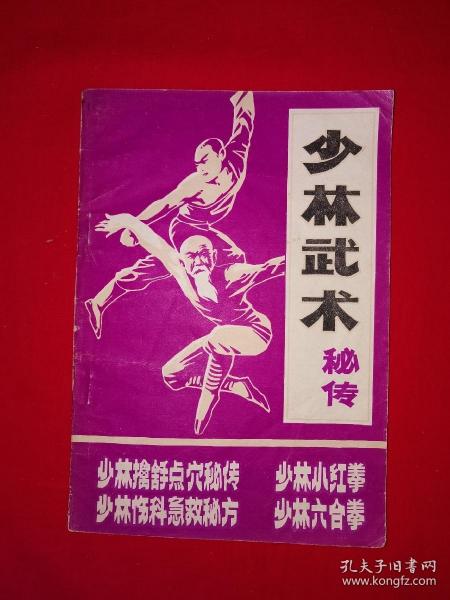 少林武术
秘传
少林擒舒点穴秘传
少林小红拳
少林伤科急救秘方
少林六合拳
孔夫子旧书网
www.kongfz.com